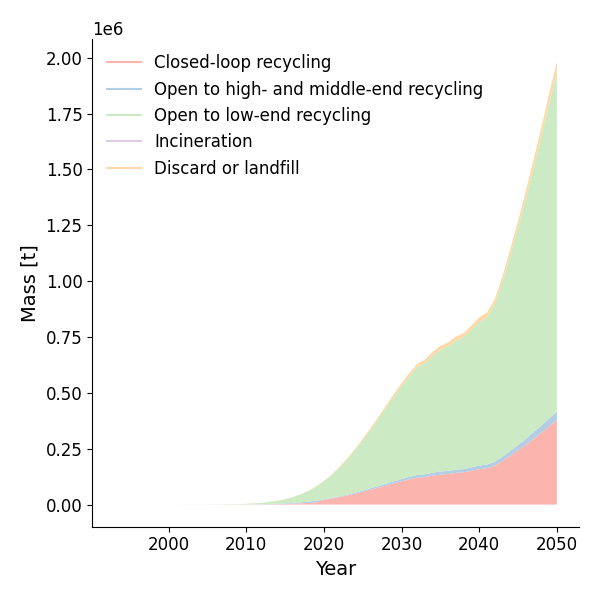 1e6
2.00
1.75
1.50
1.25
1.00
0.75
0.50
0.25
0.00
Mass [t]
Closed-loop recycling
Open to high- and middle-end recycling
Open to low-end recycling
Incineration
Discard or landfill
2000 2010 2020 2030 2040 2050
Year